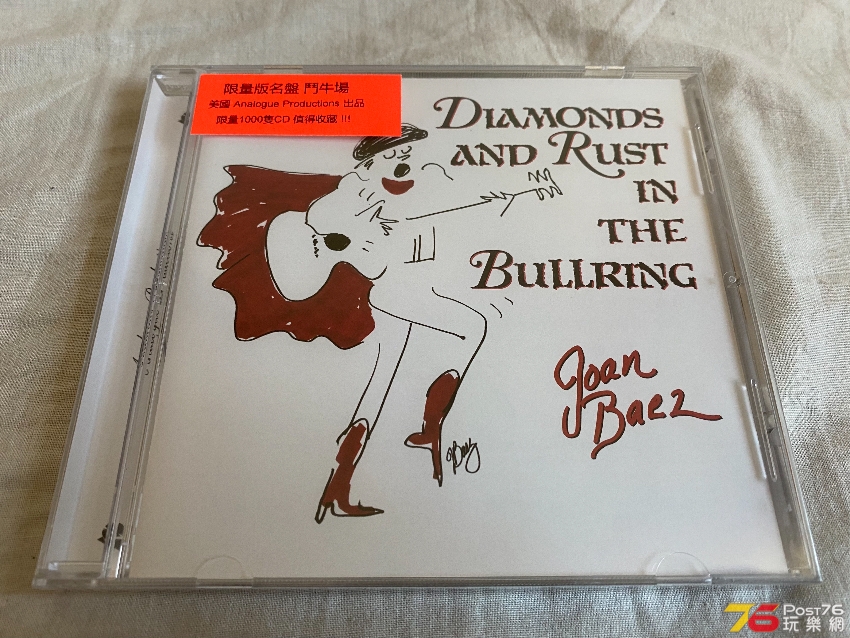 限量版名盤 鬥牛場
美國 Analogue Productions 出品
限量1000隻CD 值得收藏 !!!
DIAMONDS
AND RUST
IN
THE
BULLRING
Joan
Baez
Baez
POST76
玩樂網